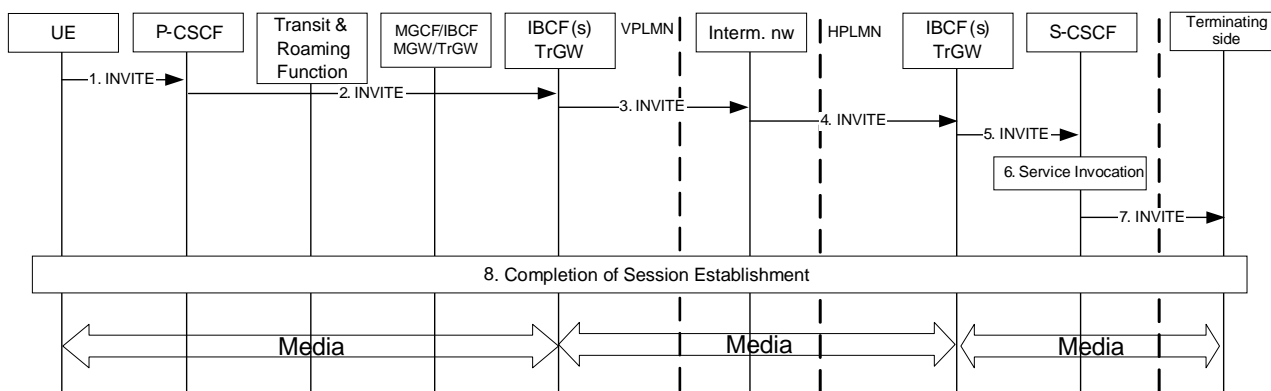 UE
P-CSCF
Transit &
Roaming
Function
MGCF/IBCF
MGW/TrGW
IBCF(s)
TrGW
VPLMN
Interm. nw
HPLMN
IBCF(s)
TrGW
S-CSCF
Terminating
side
1. INVITE
2. INVITE
3. INVITE
4. INVITE
5. INVITE
6. Service Invocation
7. INVITE
8. Completion of Session Establishment
Media
Media
Media